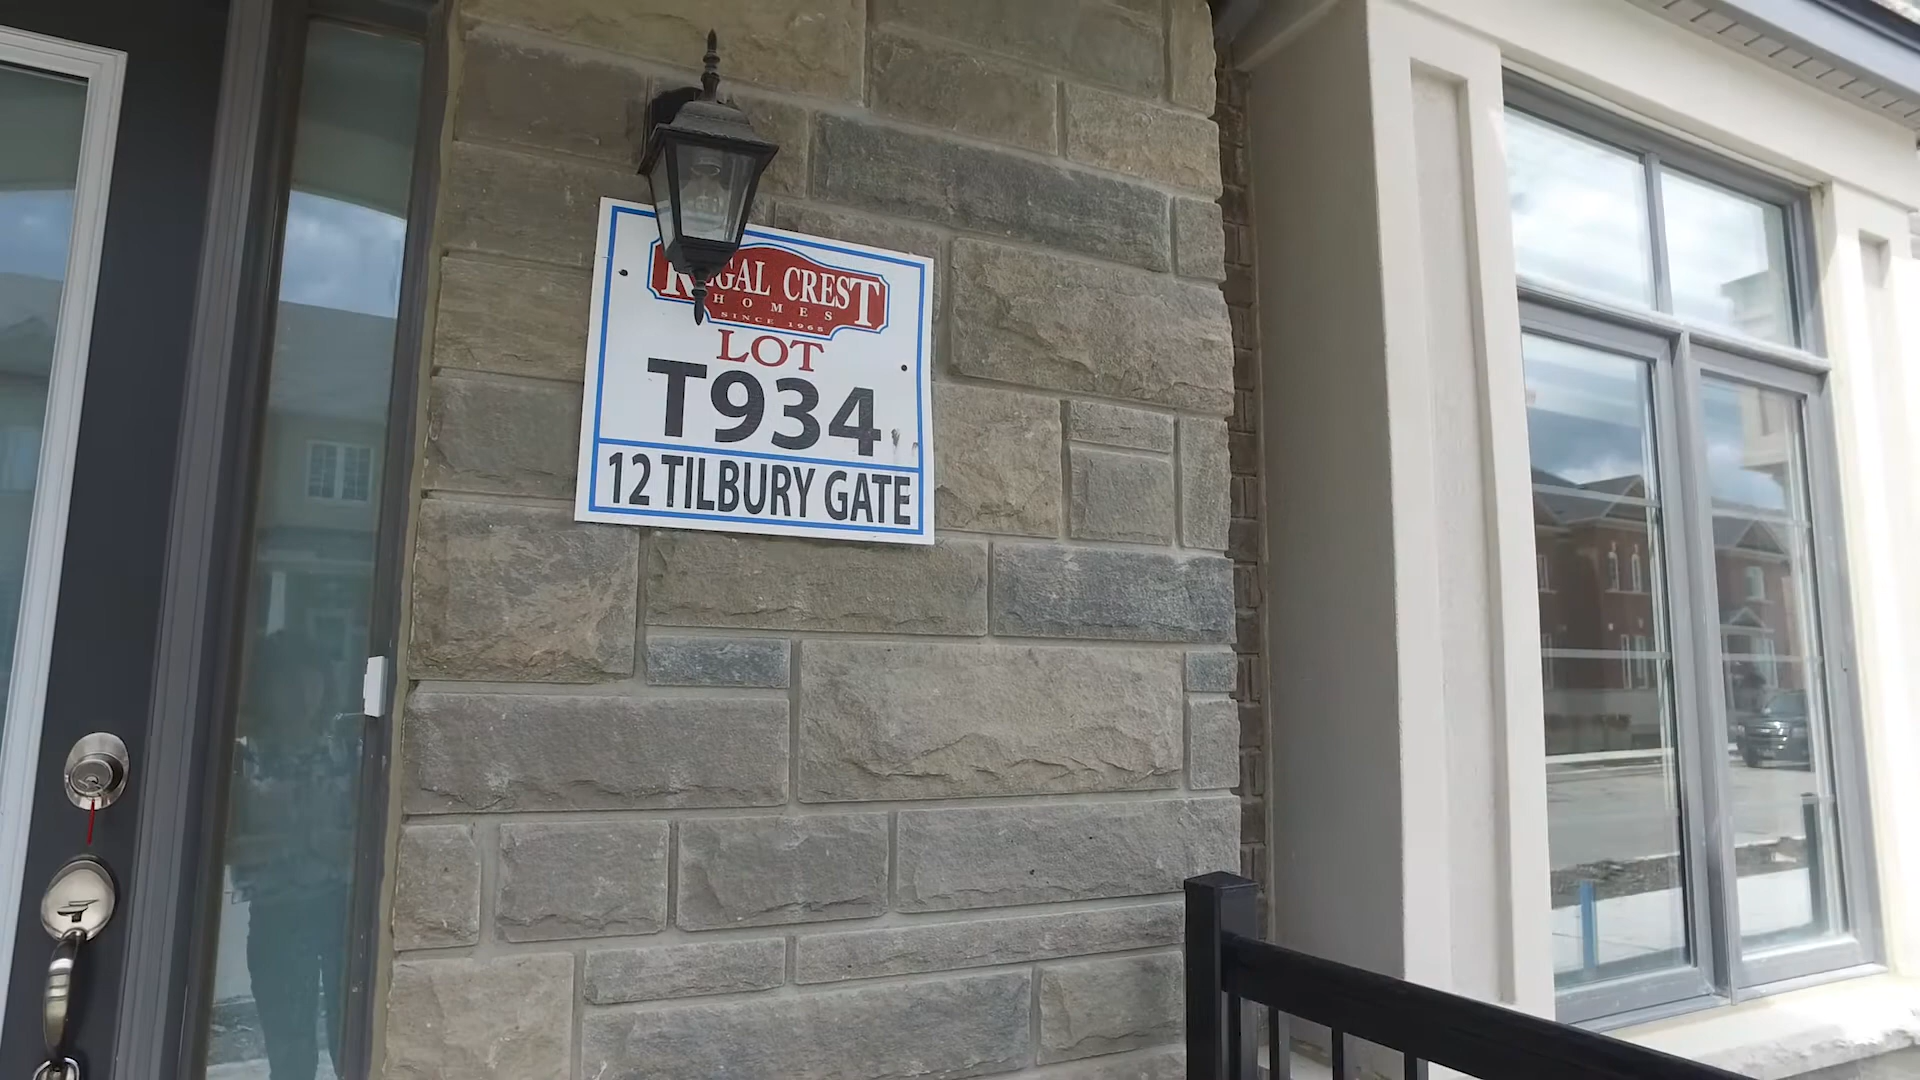 REGAL CREST
HOMES
SINCE 1965
LOT
T934
12 TILBURY GATE